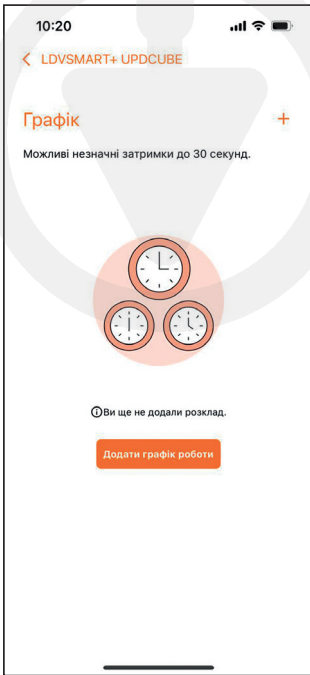 10:20
LDVSMART+ UPDCUBE
Графік
Можливі незначні затримки до 30 секунд.
Ви ще не додали розклад.
Додати графік роботи